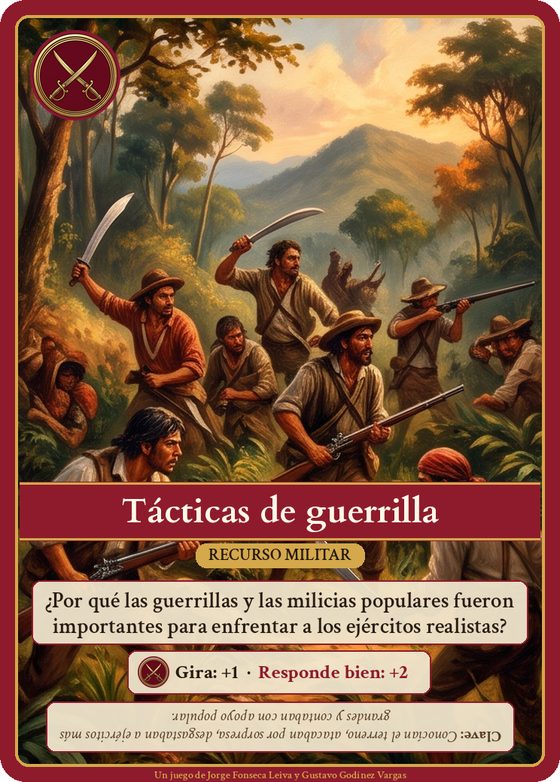 Tácticas de guerrilla
RECURSO MILITAR
¿Por qué las guerrillas y las milicias populares fueron
importantes para enfrentar a los ejércitos realistas?
Gira: +1 · Responde bien: +2
Clave: Conocían el terreno, atacaban por sorpresa, desgastaban a ejércitos más
grandes y contaban con apoyo popular.
Un juego de Jorge Fonseca Leiva y Gustavo Godínez Vargas